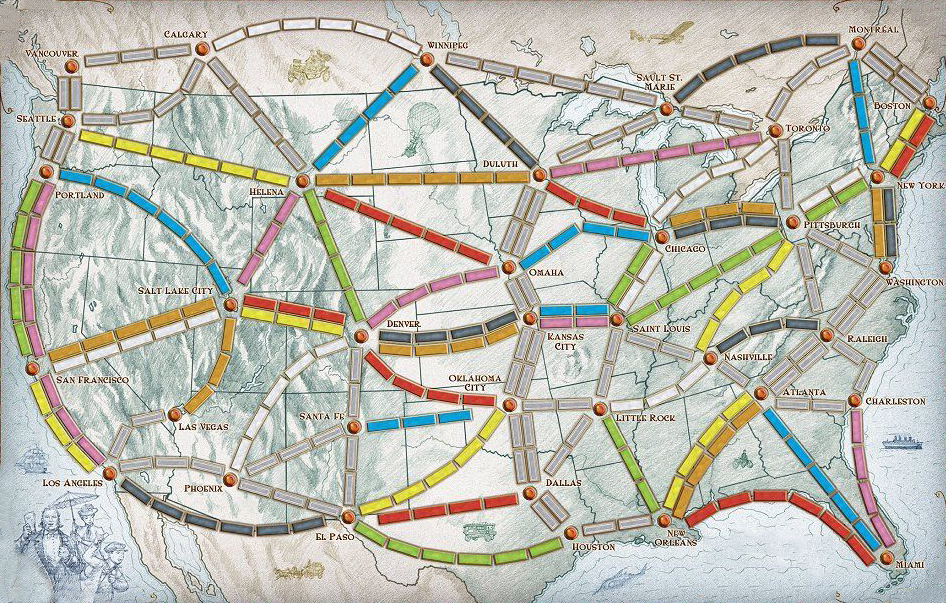 Montréal
Calgary
Winnipeg
Vancouver
Sault St.
Marie
Boston
Seattle
Toronto
Duluth
Helena
New York
Portland
Pittsburgh
Chicago
Omaha
Washington
Salt Lake City
Denver
Saint Louis
Kansas
City
Raleigh
Nashville
San Francisco
Oklahoma
City
Atlanta
Charleston
Santa Fe
Little Rock
Las Vegas
Los Angeles
Phoenix
Dallas
El Paso
New
Orleans
Houston
Miami